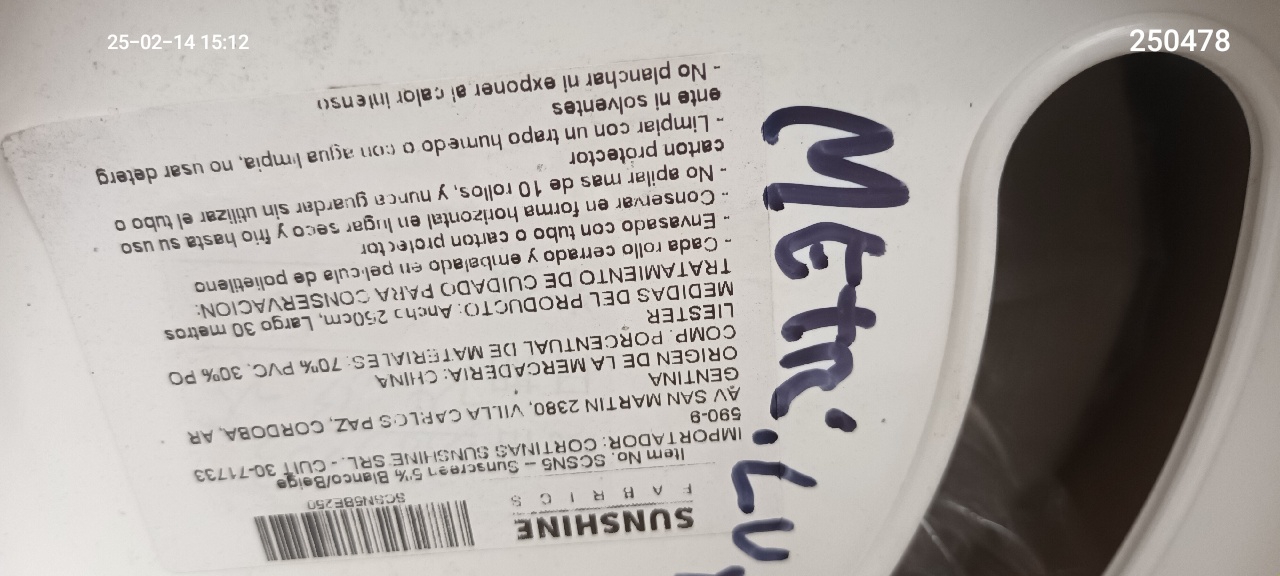 25-02-14 15:12
250478
SUNSHINE
FABRICS
SCSN5BE250
Item No. SCSN5 – Sunscreen 5% Blanco/Beige
IMPORTADOR: CORTINAS SUNSHINE SRL. - CUIT 30-71733
590-9
AV SAN MARTIN 2380, VILLA CARLOS PAZ, CORDOBA, AR
GENTINA
ORIGEN DE LA MERCADERIA: CHINA
COMP. PORCENTUAL DE MATERIALES: 70% PVC, 30% PO
LIESTER
MEDIDAS DEL PRODUCTO: Ancho 250cm, Largo 30 metros
TRATAMIENTO DE CUIDADO PARA CONSERVACION:
- Cada rollo cerrado y embalado en pelicula de polietileno
- Envasado con tubo o carton protector
- Conservar en forma horizontal en lugar seco y frio hasta su uso
- No apilar mas de 10 rollos, y nunca guardar sin utilizar el tubo o
carton protector
- Limpiar con un trapo humedo o con agua limpia, no usar deterg
ente ni solventes
- No planchar ni exponer al calor intenso